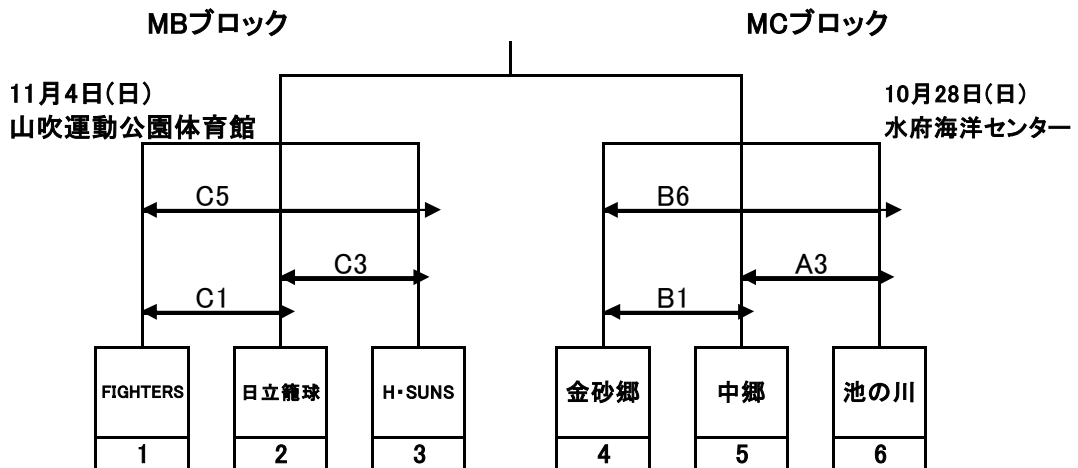 MBブロック
MCブロック
11月4日(日)
山吹運動公園体育館
10月28日(日)
水府海洋センター
C5
B6
C3
A3
C1
B1
FIGHTERS
日立籠球
H・SUNS
金砂郷
中郷
池の川
1
2
3
4
5
6